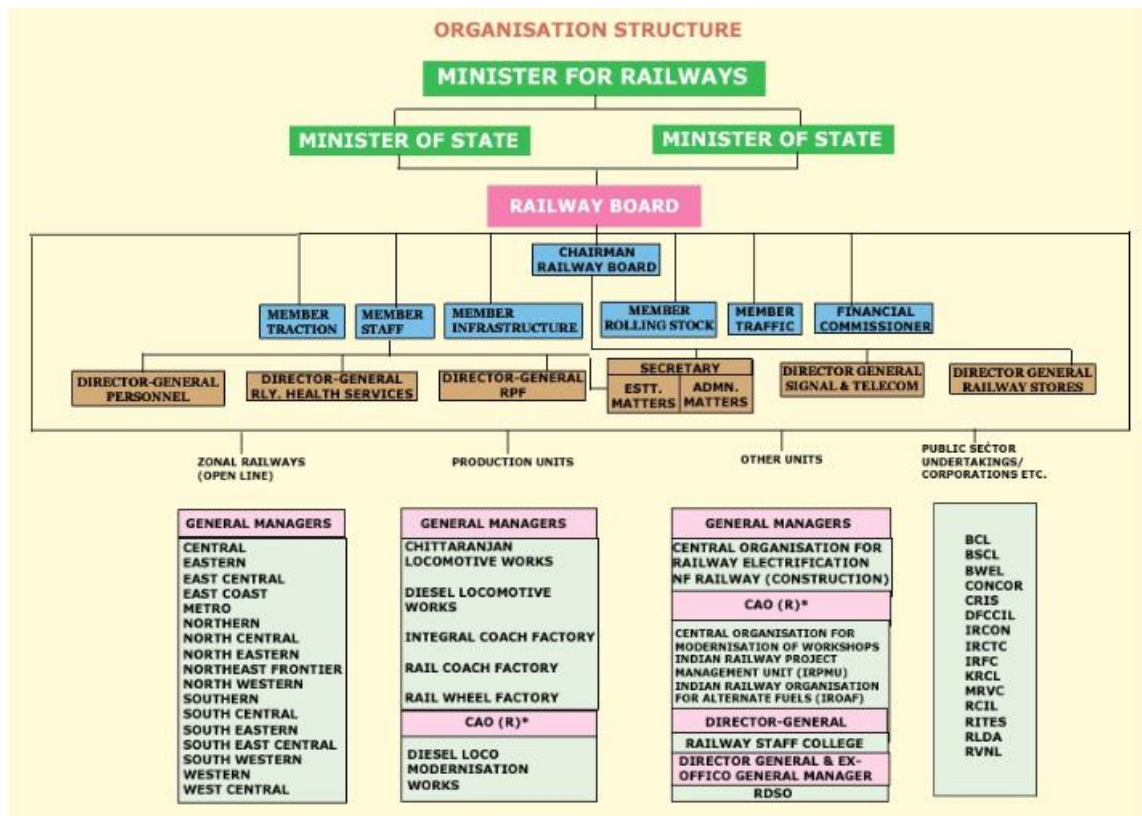 ORGANISATION STRUCTURE
MINISTER FOR RAILWAYS
MINISTER OF STATE
MINISTER OF STATE
RAILWAY BOARD
CHAIRMAN
RAILWAY BOARD
MEMBER
TRACTION
MEMBER
STAFF
MEMBER
INFRASTRUCTURE
MEMBER
ROLLING STOCK
MEMBER
TRAFFIC
FINANCIAL
COMMISSIONER
DIRECTOR-GENERAL
PERSONNEL
DIRECTOR-GENERAL
RLY. HEALTH SERVICES
DIRECTOR-GENERAL
RPF
SECRETARY
ESTT.
MATTERS
ADMN.
MATTERS
DIRECTOR GENERAL
SIGNAL & TELECOM
DIRECTOR GENERAL
RAILWAY STORES
ZONAL RAILWAYS
(OPEN LINE)
PRODUCTION UNITS
OTHER UNITS
PUBLIC SECTOR
UNDERTAKINGS/
CORPORATIONS ETC.
GENERAL MANAGERS
CENTRAL
EASTERN
EAST CENTRAL
EAST COAST
METRO
NORTHERN
NORTH CENTRAL
NORTH EASTERN
NORTHEAST FRONTIER
NORTH WESTERN
SOUTHERN
SOUTH CENTRAL
SOUTH EASTERN
SOUTH EAST CENTRAL
SOUTH WESTERN
WESTERN
WEST CENTRAL
GENERAL MANAGERS
CHITTARANJAN
LOCOMOTIVE WORKS
DIESEL LOCOMOTIVE
WORKS
INTEGRAL COACH FACTORY
RAIL COACH FACTORY
RAIL WHEEL FACTORY
CAO (R)*
DIESEL LOCO
MODERNISATION
WORKS
GENERAL MANAGERS
CENTRAL ORGANISATION FOR
RAILWAY ELECTRIFICATION
NF RAILWAY (CONSTRUCTION)
CAO (R)*
CENTRAL ORGANISATION FOR
MODERNISATION OF WORKSHOPS
INDIAN RAILWAY PROJECT
MANAGEMENT UNIT (IRPMU)
INDIAN RAILWAY ORGANISATION
FOR ALTERNATE FUELS (IROAF)
DIRECTOR-GENERAL
RAILWAY STAFF COLLEGE
DIRECTOR GENERAL & EX-
OFFICO GENERAL MANAGER
RDSO
BCL
BSCL
BWEL
CONCOR
CRIS
DFCCIL
IRCON
IRCTC
IRFC
KRCL
MRVC
RCIL
RITES
RLDA
RVNL